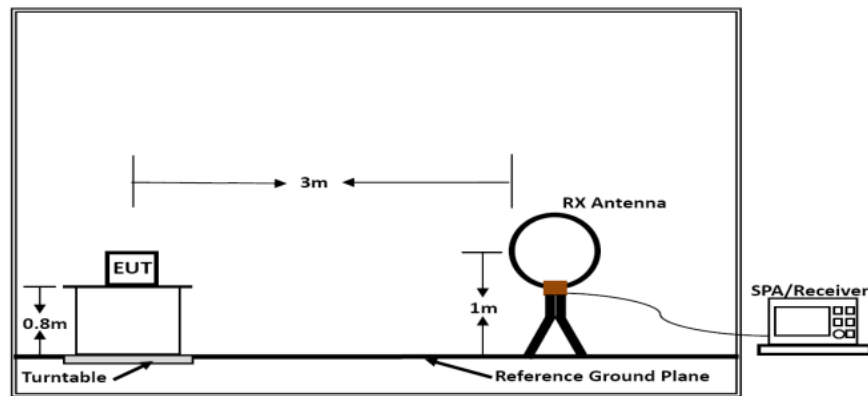 3m
RX Antenna
EUT
SPA/Receiver
0.8m
1m
Turntable
Reference Ground Plane